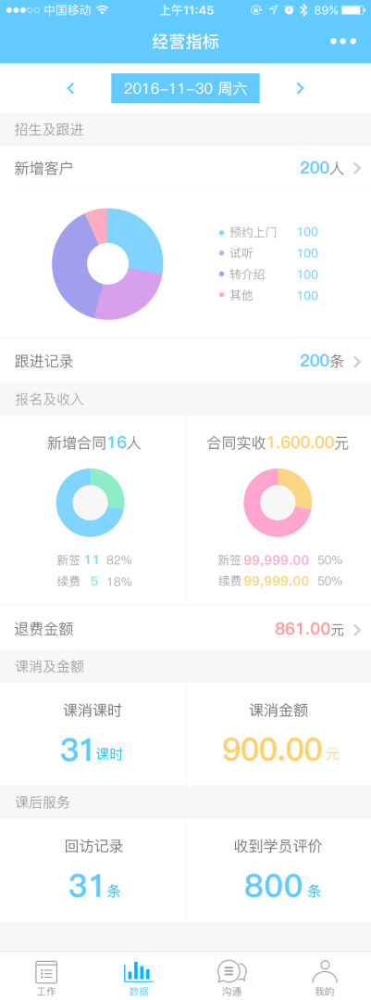 中国移动 上午11:45 89%
经营指标
2016-11-30 周六
招生及跟进
新增客户 200人
预约上门 100
试听 100
转介绍 100
其他 100
跟进记录 200条
报名及收入
新增合同16人 合同实收1.600.00元
新签 11 82% 新签 99,999.00 50%
续费 5 18% 续费 99,999.00 50%
退费金额 861.00元
课消及金额
课消课时 课消金额
31课时 900.00 元
课后服务
回访记录 收到学员评价
31条 800 条
工作 数据 沟通 我的